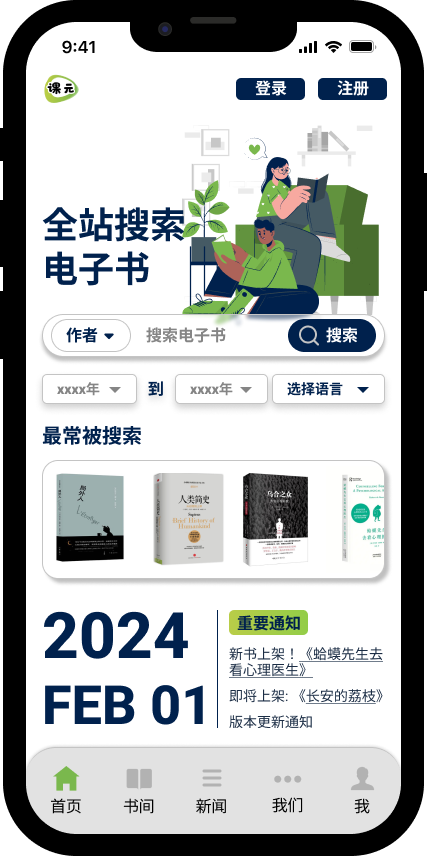 9:41
课元
登录
注册
全站搜索
电子书
作者
搜索电子书
搜索
xxxx年
到
xxxx年
选择语言
最常被搜索
局外人
人类简史
Sapiens
Brief History of
Humankind
乌合之众
2024
FEB 01
重要通知
新书上架！《蛤蟆先生去
看心理医生》
即将上架: 《长安的荔枝》
版本更新通知
首页
书间
新闻
我们
我